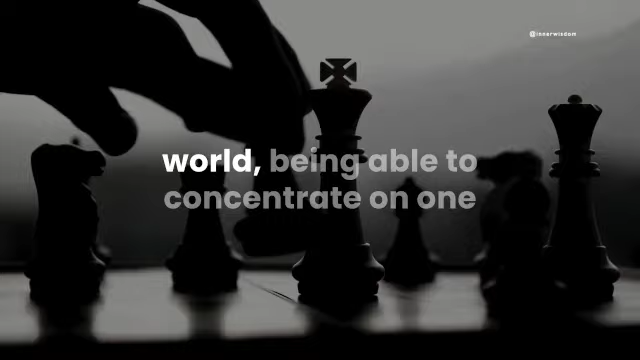 @innerwisdom
world, being able to
concentrate on one